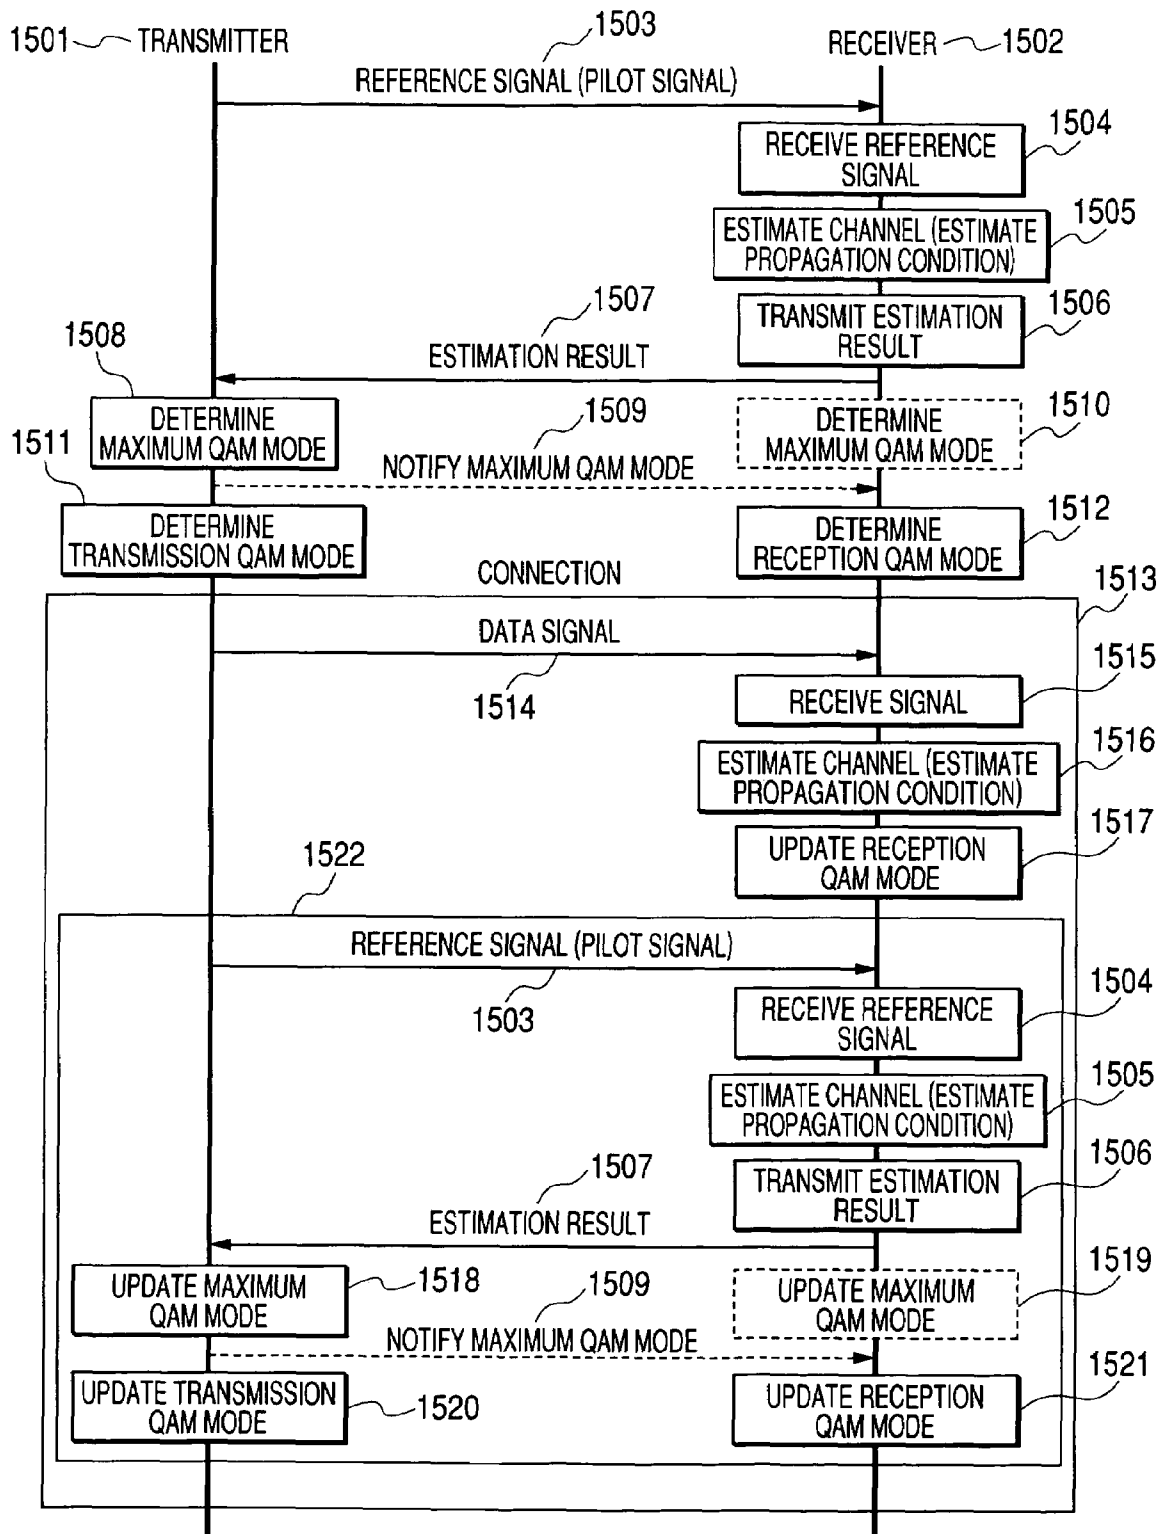 1503
1501 TRANSMITTER
RECEIVER 1502
REFERENCE SIGNAL (PILOT SIGNAL)
1504
RECEIVE REFERENCE
SIGNAL
1505
ESTIMATE CHANNEL (ESTIMATE
PROPAGATION CONDITION)
1507
1506
TRANSMIT ESTIMATION
RESULT
1508
ESTIMATION RESULT
1509
1510
DETERMINE
MAXIMUM QAM MODE
DETERMINE
MAXIMUM QAM MODE
1511
NOTIFY MAXIMUM QAM MODE
1512
DETERMINE
TRANSMISSION QAM MODE
DETERMINE
RECEPTION QAM MODE
CONNECTION
1513
DATA SIGNAL
1514
1515
RECEIVE SIGNAL
1516
ESTIMATE CHANNEL (ESTIMATE
PROPAGATION CONDITION)
1517
UPDATE RECEPTION
QAM MODE
1522
REFERENCE SIGNAL (PILOT SIGNAL)
1503
1504
RECEIVE REFERENCE
SIGNAL
1505
ESTIMATE CHANNEL (ESTIMATE
PROPAGATION CONDITION)
1506
1507
TRANSMIT ESTIMATION
RESULT
ESTIMATION RESULT
1518
1509
1519
UPDATE MAXIMUM
QAM MODE
UPDATE MAXIMUM
QAM MODE
NOTIFY MAXIMUM QAM MODE
1521
UPDATE TRANSMISSION
QAM MODE
1520
UPDATE RECEPTION
QAM MODE